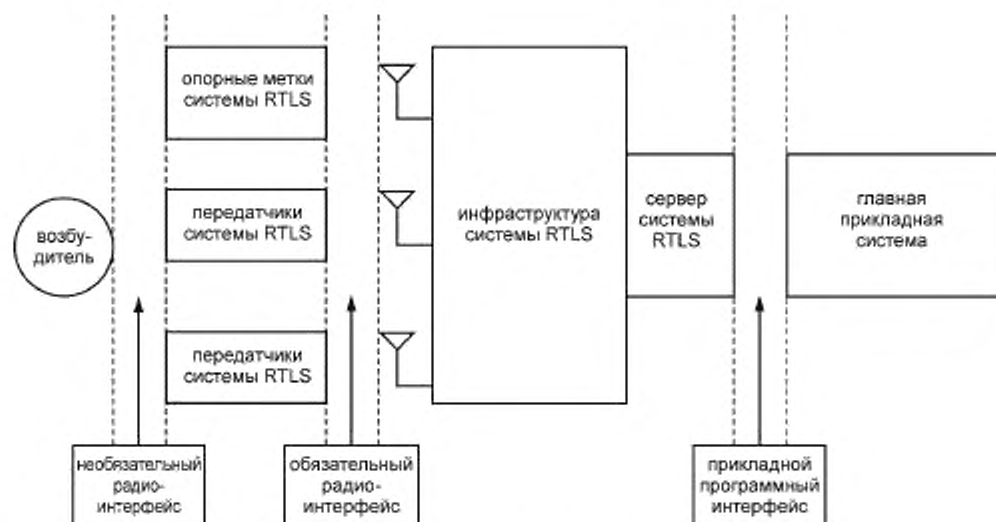 опорные метки
системы RTLS
возбу-
дитель
передатчики
системы RTLS
инфраструктура
системы RTLS
сервер
системы
RTLS
главная
прикладная
система
передатчики
системы RTLS
необязательный
радио-
интерфейс
обязательный
радио-
интерфейс
прикладной
программный
интерфейс